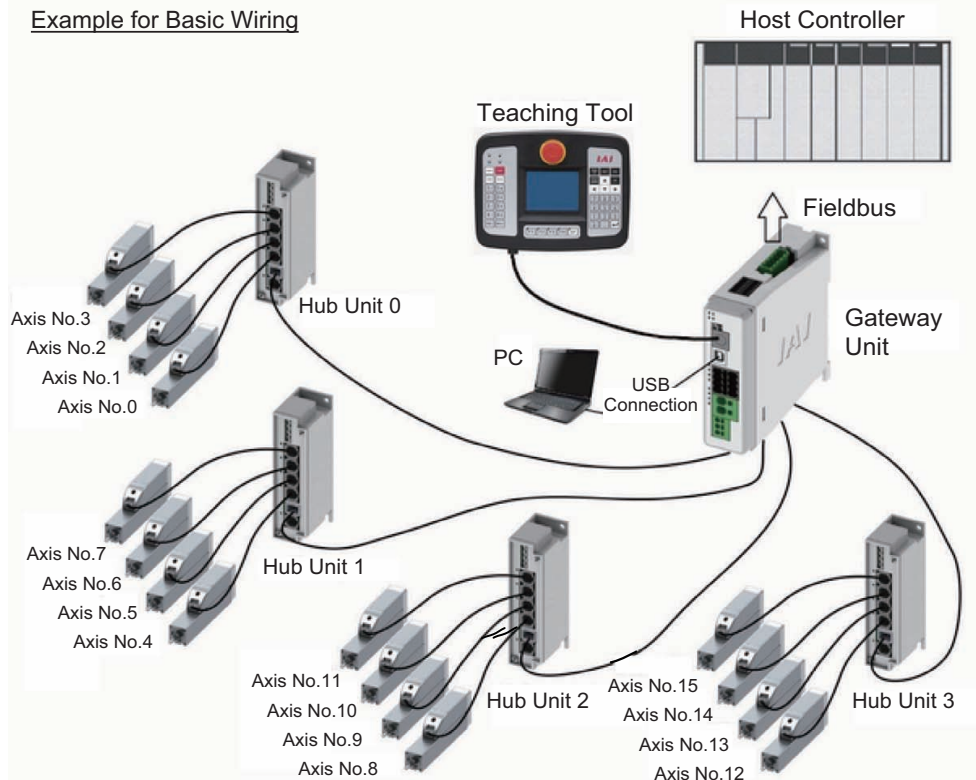 Example for Basic Wiring
Host Controller
Teaching Tool
IAI
Fieldbus
Hub Unit 0
Gateway
Unit
IAI
Axis No.3
Axis No.2
Axis No.1
Axis No.0
PC
USB
Connection
Hub Unit 1
Axis No.7
Axis No.6
Axis No.5
Axis No.4
Hub Unit 2
Axis No.11
Axis No.10
Axis No.9
Axis No.8
Hub Unit 3
Axis No.15
Axis No.14
Axis No.13
Axis No.12